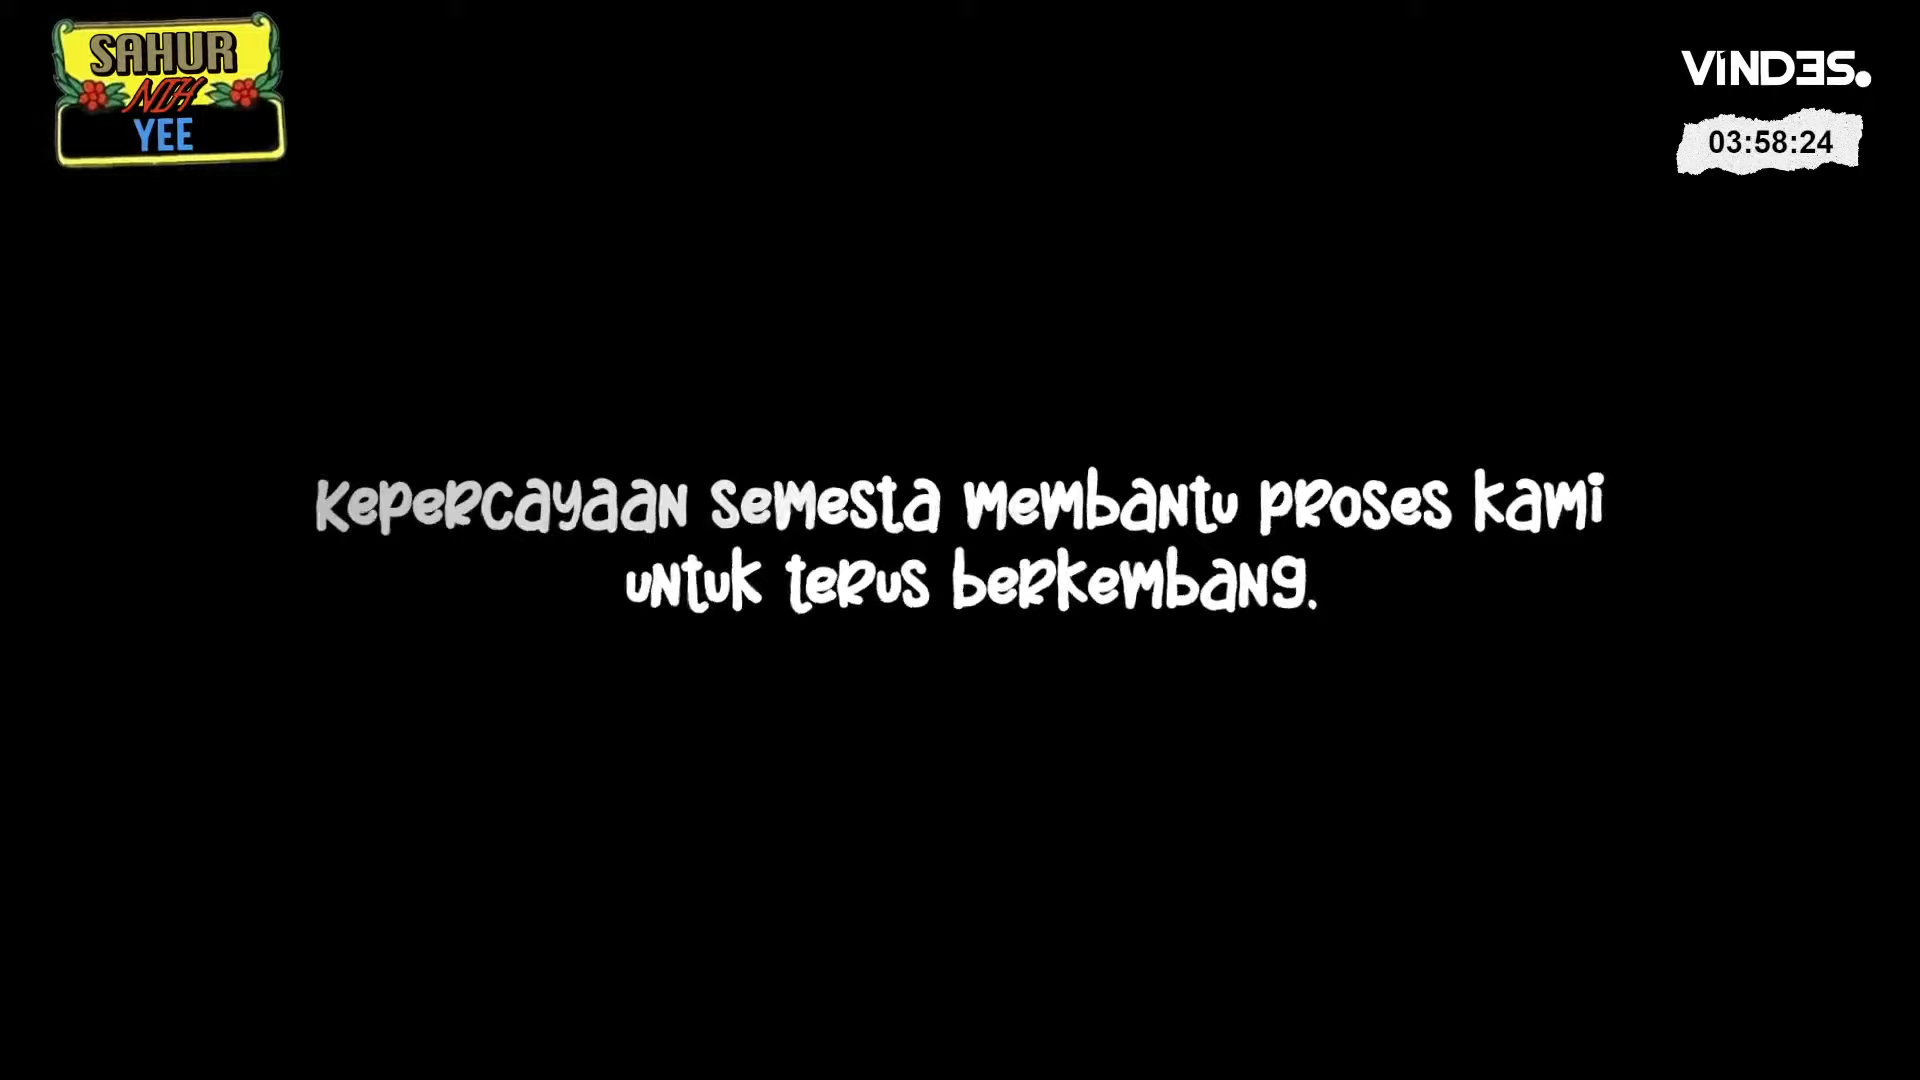 SAHUR
NIH
YEE
VINDES.
03:58:24
Kepercayaan semesta membantu proses kami
untuk terus berkembang.